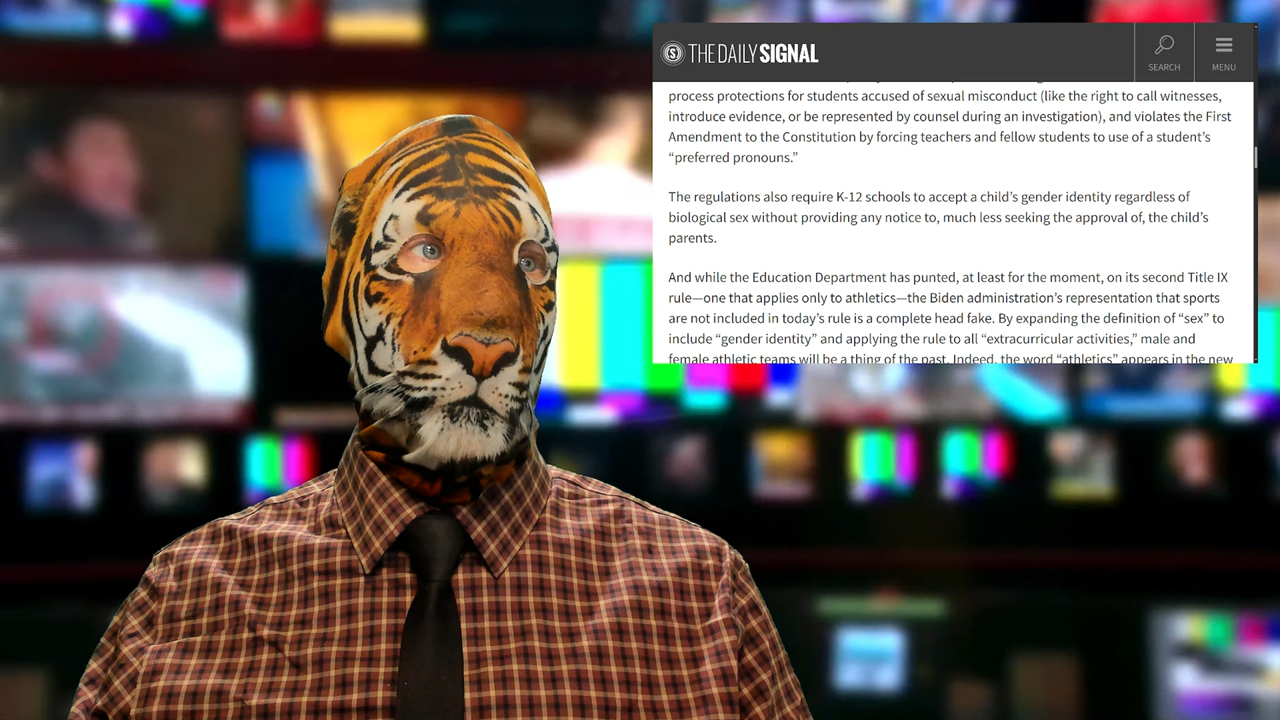 THE DAILY SIGNAL
SEARCH
MENU
process protections for students accused of sexual misconduct (like the right to call witnesses,
introduce evidence, or be represented by counsel during an investigation), and violates the First
Amendment to the Constitution by forcing teachers and fellow students to use of a student’s
“preferred pronouns.”
The regulations also require K-12 schools to accept a child’s gender identity regardless of
biological sex without providing any notice to, much less seeking the approval of, the child’s
parents.
And while the Education Department has punted, at least for the moment, on its second Title IX
rule—one that applies only to athletics—the Biden administration’s representation that sports
are not included in today’s rule is a complete head fake. By expanding the definition of “sex” to
include “gender identity” and applying the rule to all “extracurricular activities,” male and
female athletic teams will be a thing of the past. Indeed, the word “athletics” appears in the new